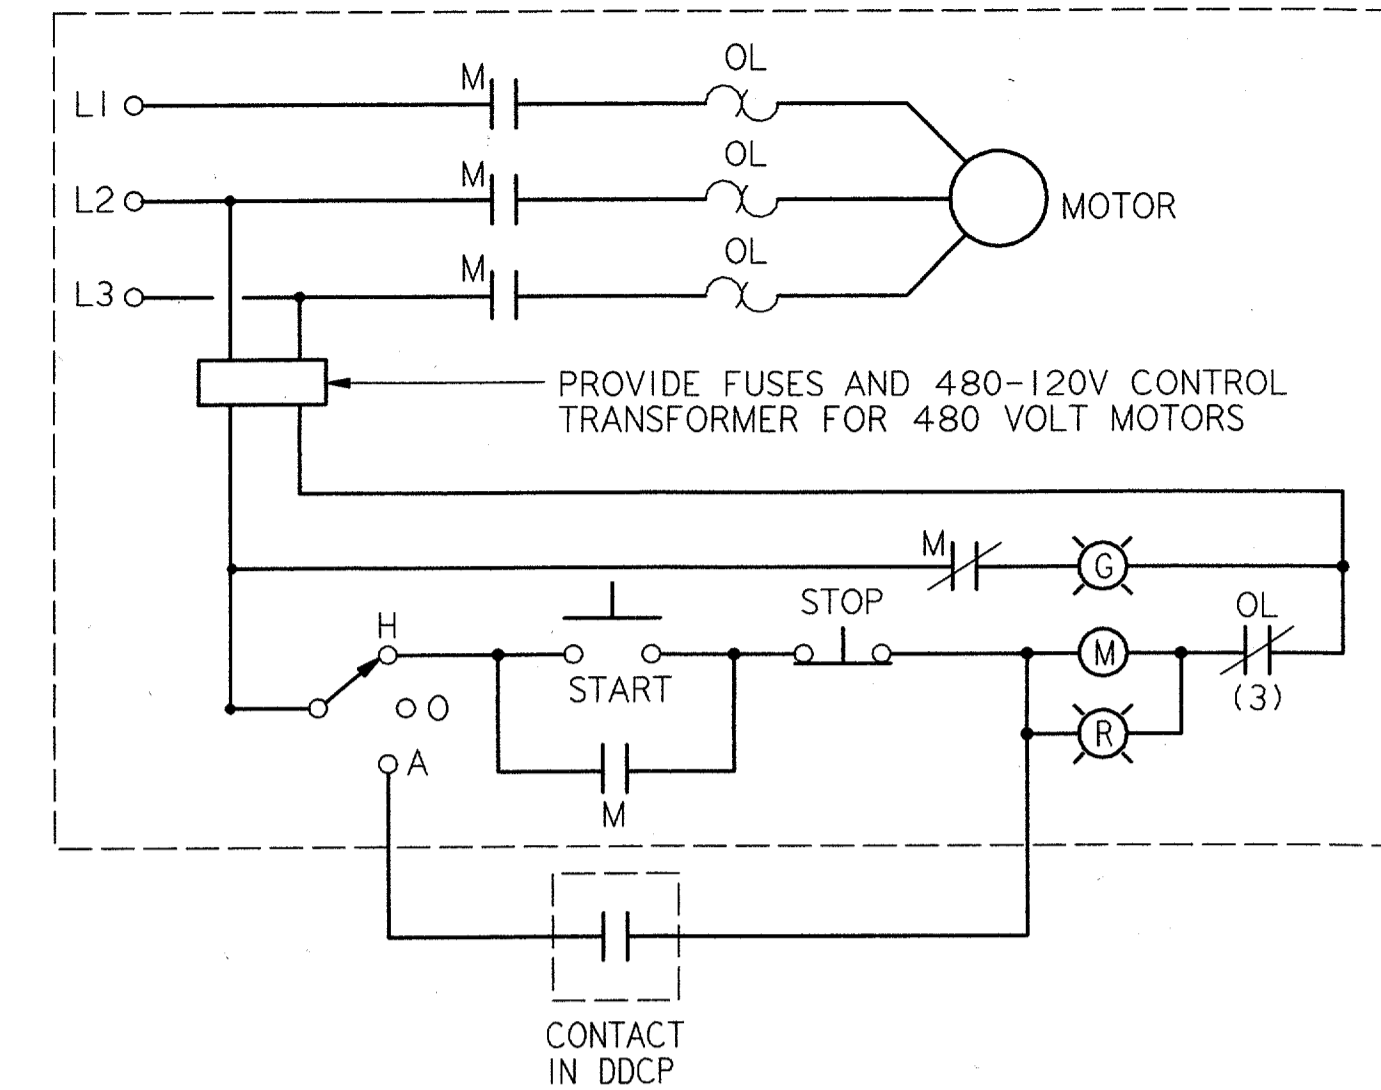 OL
M
L1
OL
M
L2
MOTOR
OL
M
L3
PROVIDE FUSES AND 480-120V CONTROL
TRANSFORMER FOR 480 VOLT MOTORS
M
G
STOP
OL
H
M
START
(3)
O
R
A
M
CONTACT
IN DDCP